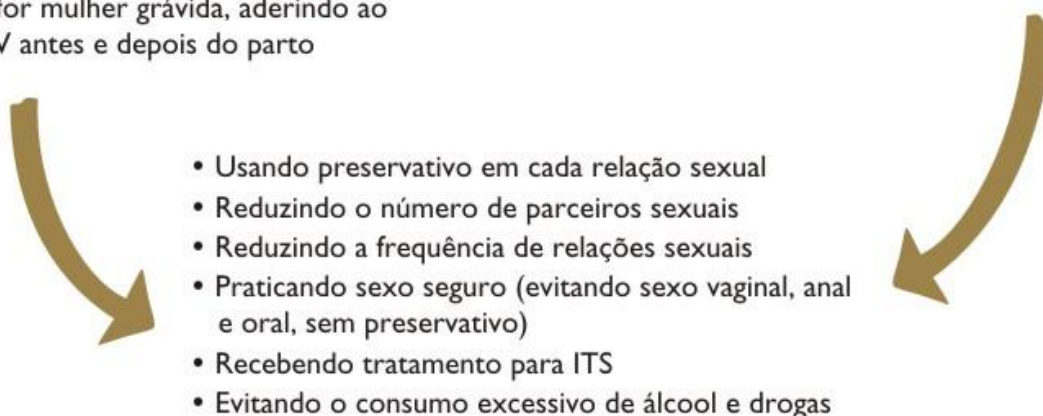 for mulher grávida, aderindo ao
V antes e depois do parto
• Usando preservativo em cada relação sexual
• Reduzindo o número de parceiros sexuais
• Reduzindo a frequência de relações sexuais
• Praticando sexo seguro (evitando sexo vaginal, anal
e oral, sem preservativo)
• Recebendo tratamento para ITS
• Evitando o consumo excessivo de álcool e drogas